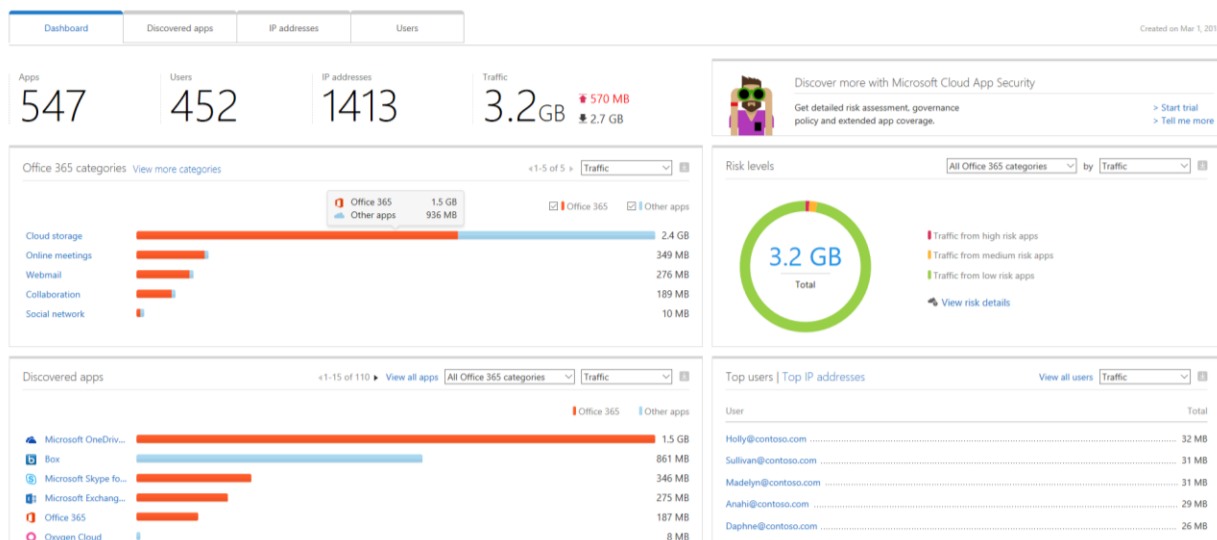 Dashboard Discovered apps IP addresses Users Created on Mar 1, 201
Apps Users IP addresses Traffic
547 452 1413 3.2GB 570 MB
2.7 GB
Discover more with Microsoft Cloud App Security
Get detailed risk assessment, governance
policy and extended app coverage.
> Start trial
> Tell me more
Office 365 categories View more categories 1-5 of 5 Traffic
Office 365 1.5 GB
Other apps 936 MB
Office 365 Other apps
Cloud storage 2.4 GB
Online meetings 349 MB
Webmail 276 MB
Collaboration 189 MB
Social network 10 MB
Risk levels All Office 365 categories by Traffic
3.2 GB
Total
Traffic from high risk apps
Traffic from medium risk apps
Traffic from low risk apps
View risk details
Discovered apps 1-15 of 110 View all apps All Office 365 categories Traffic
Office 365 Other apps
Microsoft OneDriv... 1.5 GB
Box 861 MB
Microsoft Skype fo... 346 MB
Microsoft Exchang... 275 MB
Office 365 187 MB
Oxygen Cloud 8 MB
Top users | Top IP addresses View all users Traffic
User Total
Holly@contoso.com 32 MB
Sullivan@contoso.com 31 MB
Madelyn@contoso.com 31 MB
Anahi@contoso.com 29 MB
Daphne@contoso.com 26 MB